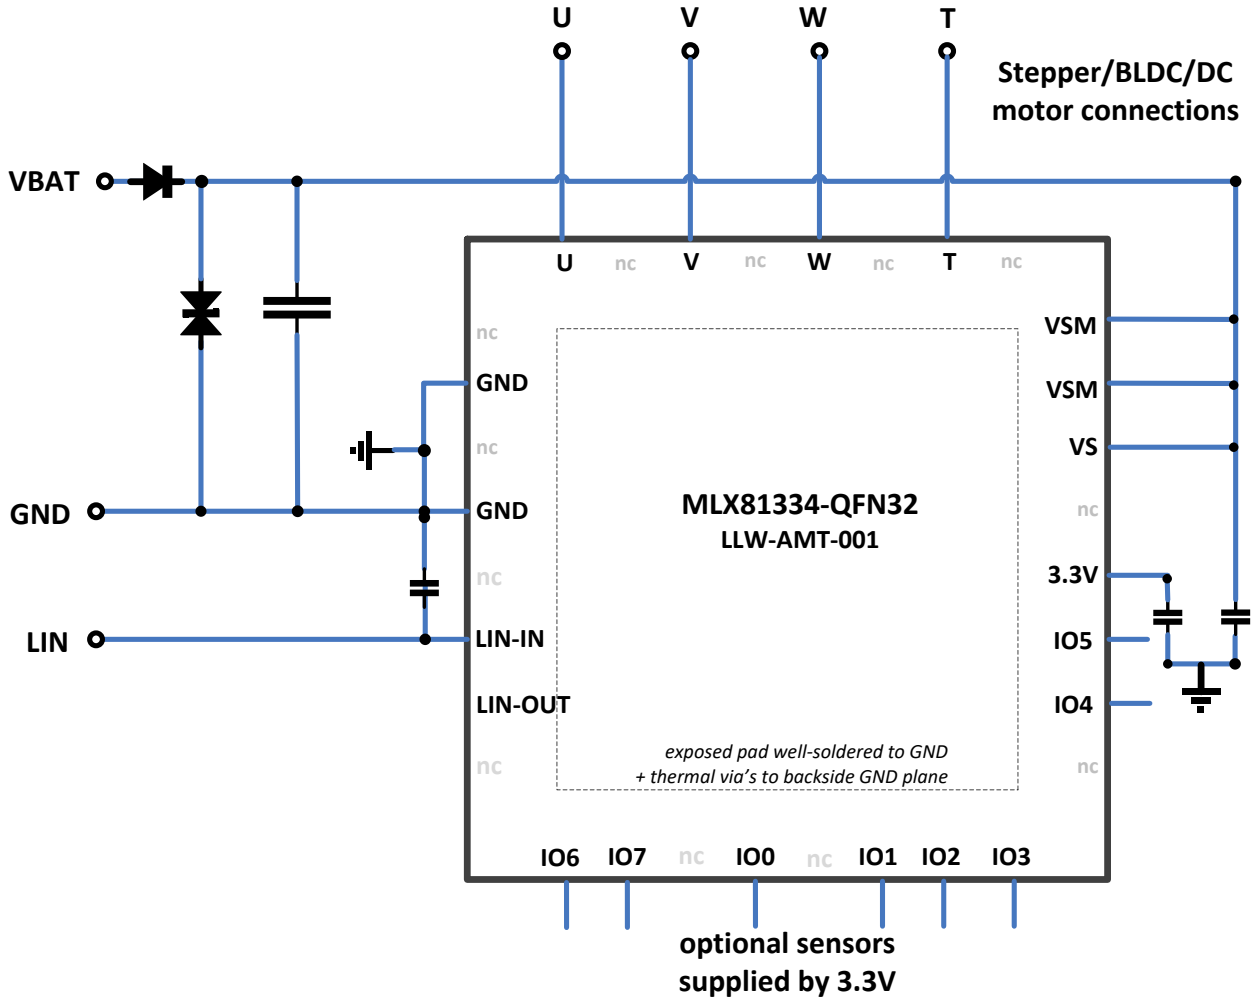 U V W T
Stepper/BLDC/DC
motor connections
VBAT
U nc V nc W nc T nc
nc
VSM
GND
VSM
nc
VS
GND
GND
nc
MLX81334-QFN32
LLW-AMT-001
nc
3.3V
LIN
LIN-IN
IO5
LIN-OUT
IO4
nc
nc
exposed pad well-soldered to GND
+ thermal via's to backside GND plane
IO6 IO7 nc IO0 nc IO1 IO2 IO3
optional sensors
supplied by 3.3V